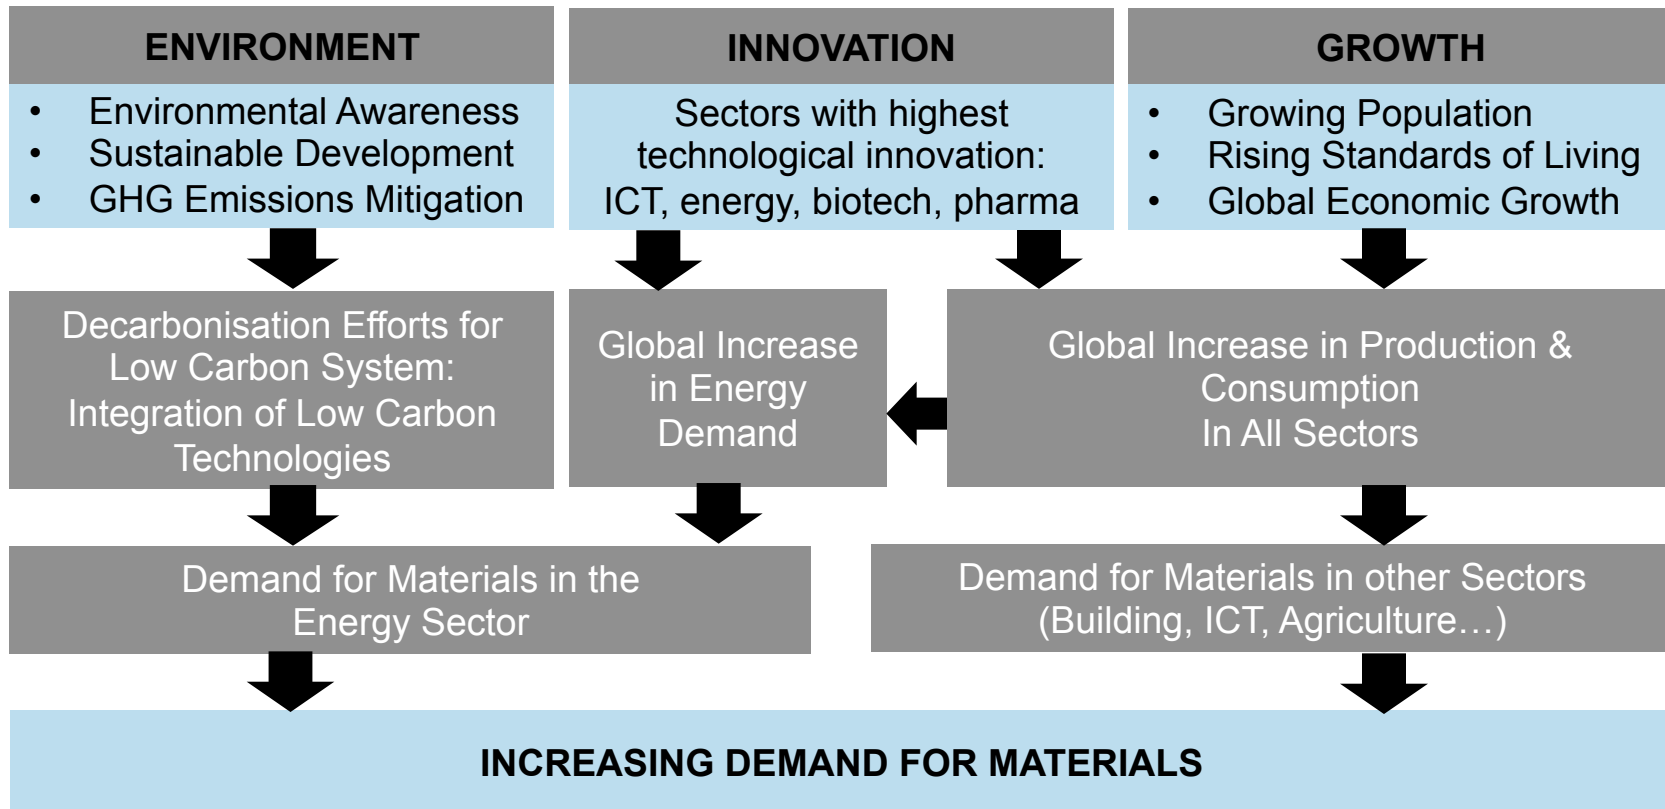 ENVIRONMENT
• Environmental Awareness
• Sustainable Development
• GHG Emissions Mitigation
INNOVATION
Sectors with highest
technological innovation:
ICT, energy, biotech, pharma
GROWTH
• Growing Population
• Rising Standards of Living
• Global Economic Growth
Decarbonisation Efforts for
Low Carbon System:
Integration of Low Carbon
Technologies
Global Increase
in Energy
Demand
Global Increase in Production &
Consumption
In All Sectors
Demand for Materials in the
Energy Sector
Demand for Materials in other Sectors
(Building, ICT, Agriculture…)
INCREASING DEMAND FOR MATERIALS